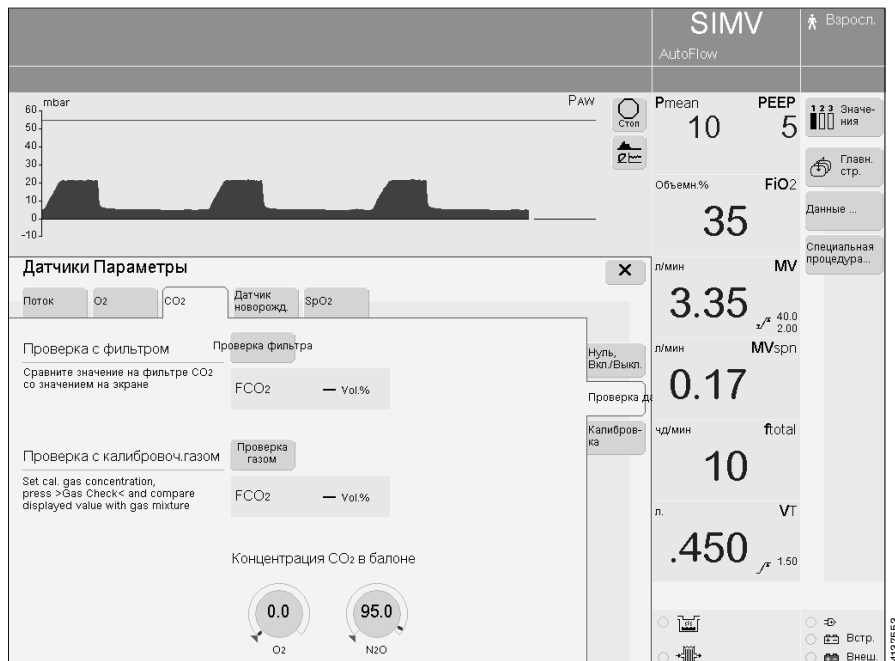 SIMV
Взросл.
AutoFlow
mbar
PAW
60
50
40
30
20
10
0
-10
Стоп
Pmean
10
PEEP
5
1 2 3 Значе-
ния
Главн.
стр.
Данные ...
Специальная
процедура...
Объемн.%
FiO2
35
л/мин
MV
3.35
40.0
2.00
л/мин
MVspn
0.17
чд/мин
ftotal
10
л.
VT
.450
1.50
Датчики Параметры
X
Поток
O2
CO2
Датчик
новорожд.
SpO2
Проверка с фильтром
Проверка фильтра
Сравните значение на фильтре CO2
со значением на экране
FCO2
– Vol.%
Нуль,
Вкл./Выкл.
Проверка да
Калибров-
ка
Проверка с калибровоч.газом
Проверка
газом
Set cal. gas concentration,
press >Gas Check< and compare
displayed value with gas mixture
FCO2
– Vol.%
Концентрация CO2 в балоне
0.0
95.0
O2
N2O
Встр.
Внеш.